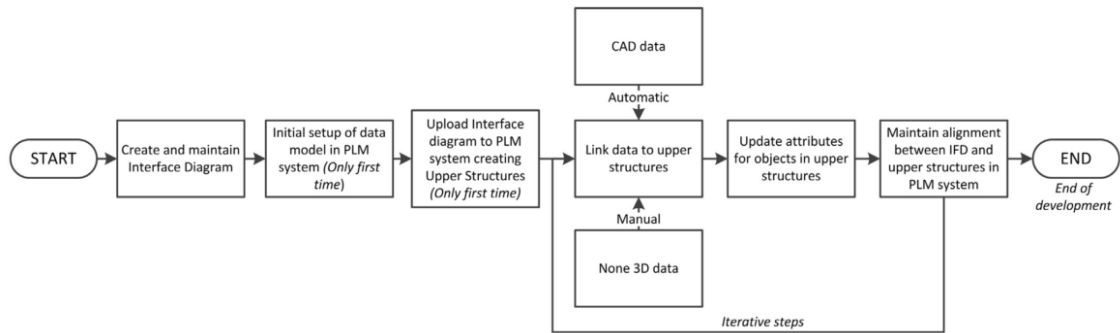 START
Create and maintain
Interface Diagram
Initial setup of data
model in PLM
system (Only first
time)
Upload Interface
diagram to PLM
system creating
Upper Structures
(Only first time)
CAD data
Automatic
Link data to upper
structures
Manual
None 3D data
Update attributes
for objects in upper
structures
Maintain alignment
between IFD and
upper structures in
PLM system
END
End of
development
Iterative steps